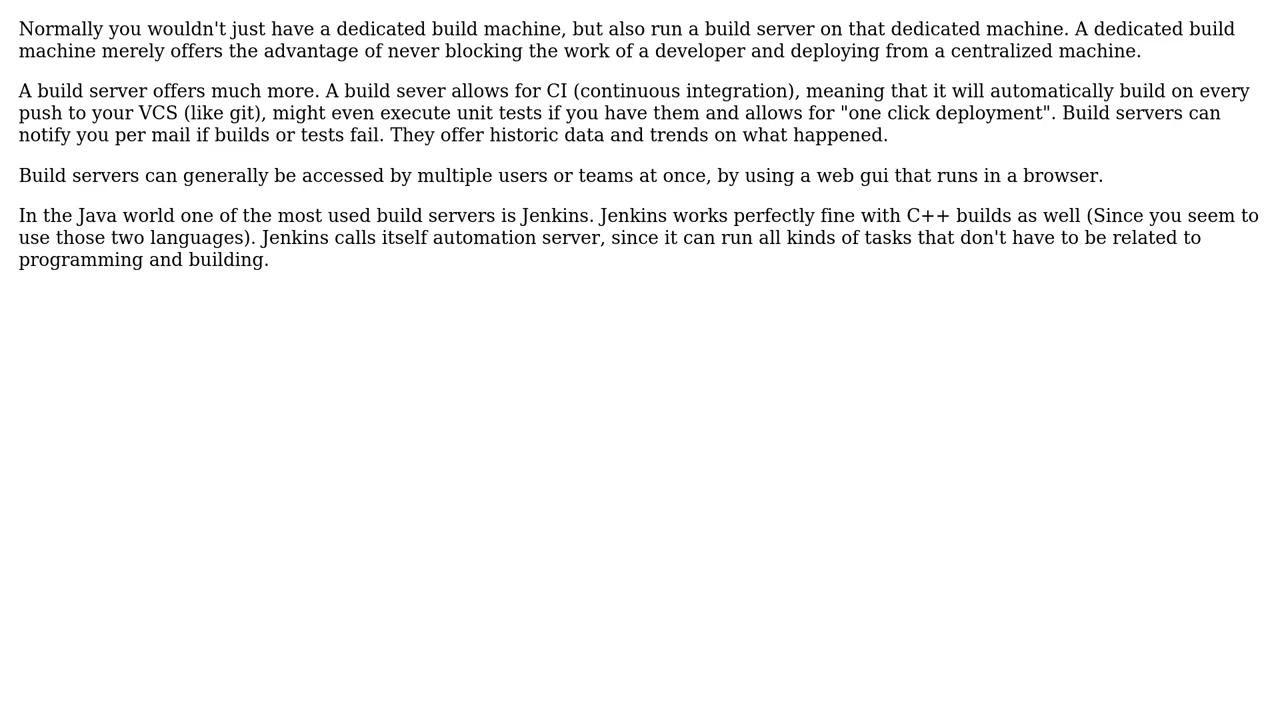 Normally you wouldn't just have a dedicated build machine, but also run a build server on that dedicated machine. A dedicated build
machine merely offers the advantage of never blocking the work of a developer and deploying from a centralized machine.
A build server offers much more. A build sever allows for CI (continuous integration), meaning that it will automatically build on every
push to your VCS (like git), might even execute unit tests if you have them and allows for "one click deployment". Build servers can
notify you per mail if builds or tests fail. They offer historic data and trends on what happened.
Build servers can generally be accessed by multiple users or teams at once, by using a web gui that runs in a browser.
In the Java world one of the most used build servers is Jenkins. Jenkins works perfectly fine with C++ builds as well (Since you seem to
use those two languages). Jenkins calls itself automation server, since it can run all kinds of tasks that don't have to be related to
programming and building.